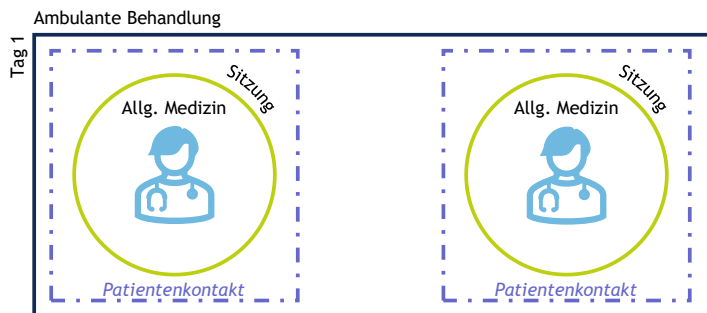 Ambulante Behandlung
Tag 1
Sitzung
Allg. Medizin
Patientenkontakt
Sitzung
Allg. Medizin
Patientenkontakt